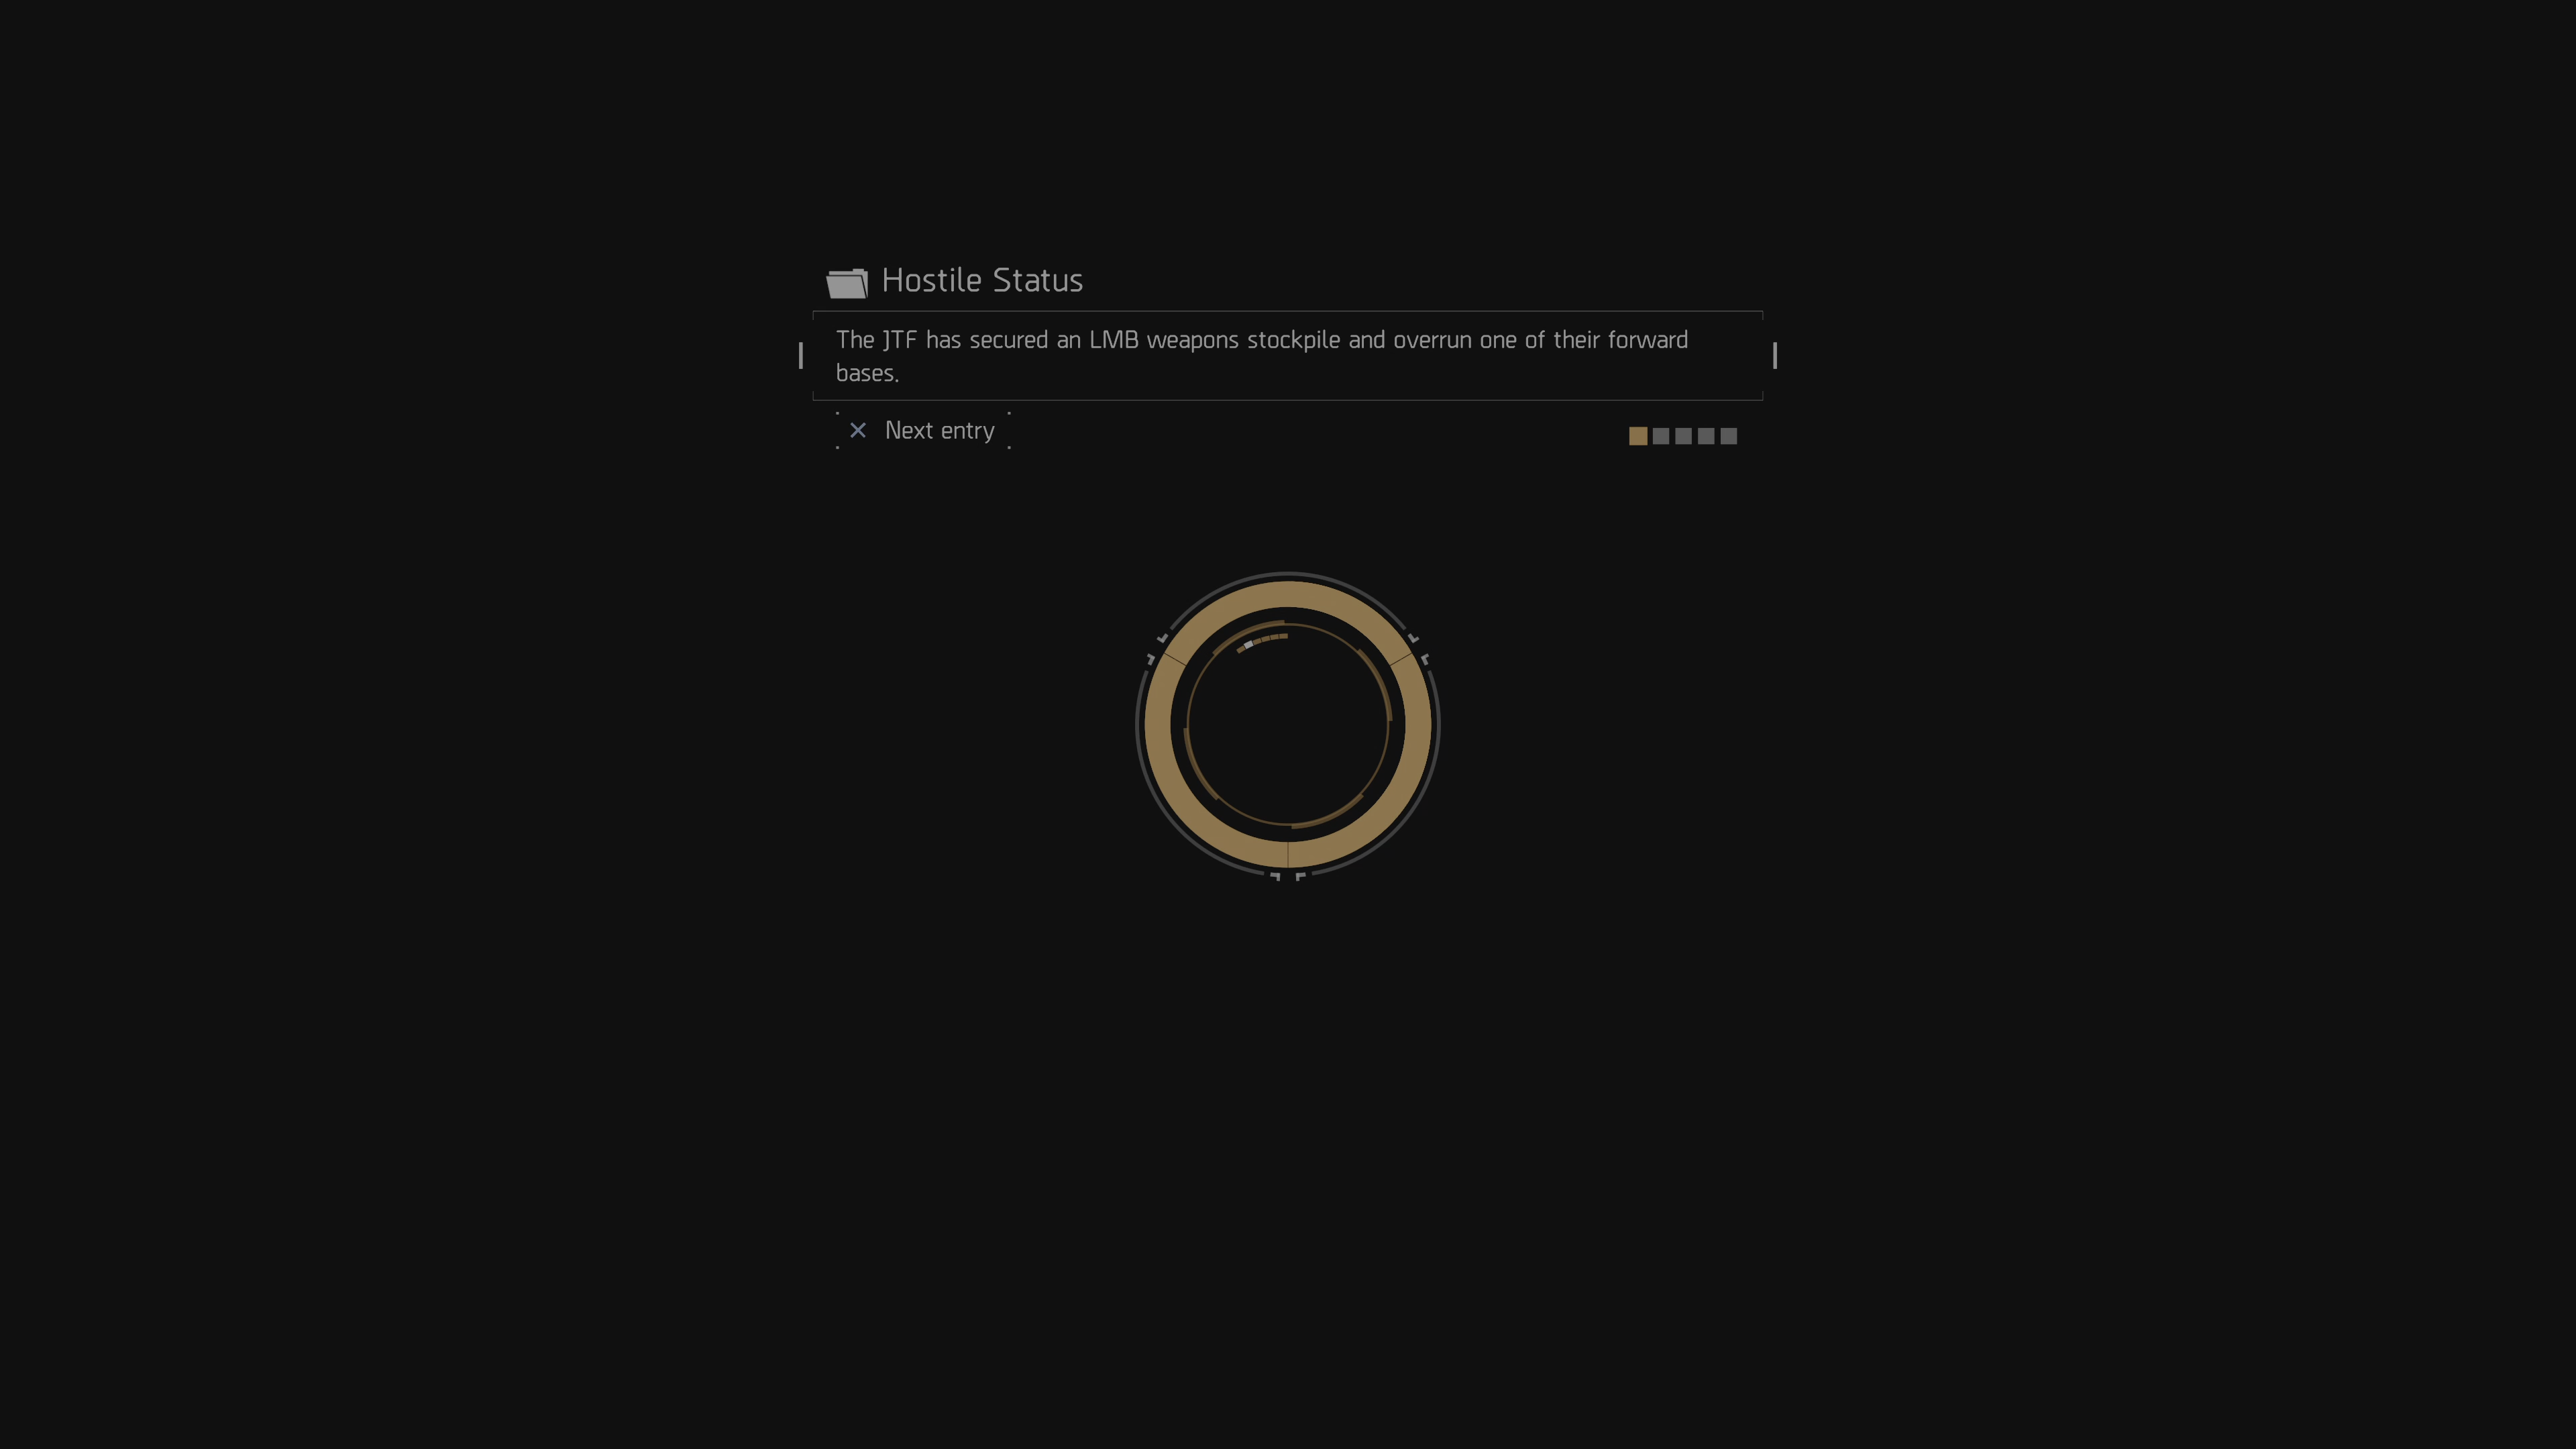 Hostile Status
The JTF has secured an LMB weapons stockpile and overrun one of their forward
bases.
Next entry